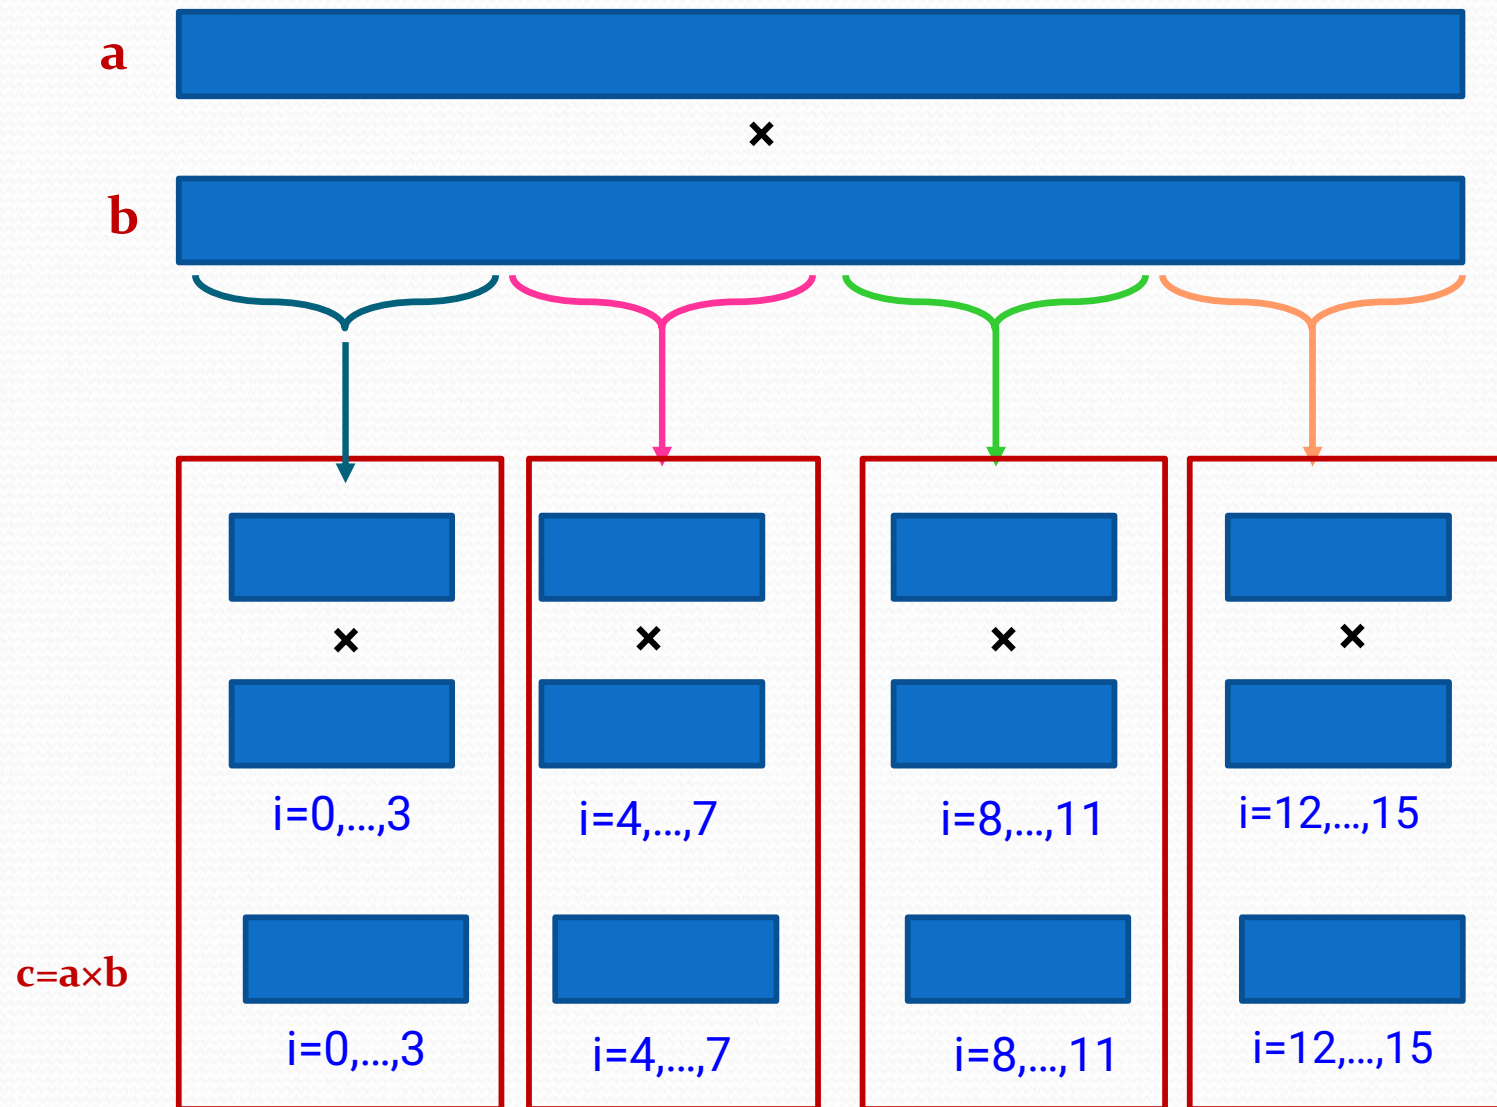 a
×
b
× × × ×
i=0,...,3 i=4,...,7 i=8,...,11 i=12,...,15
c=a×b
i=0,...,3 i=4,...,7 i=8,...,11 i=12,...,15